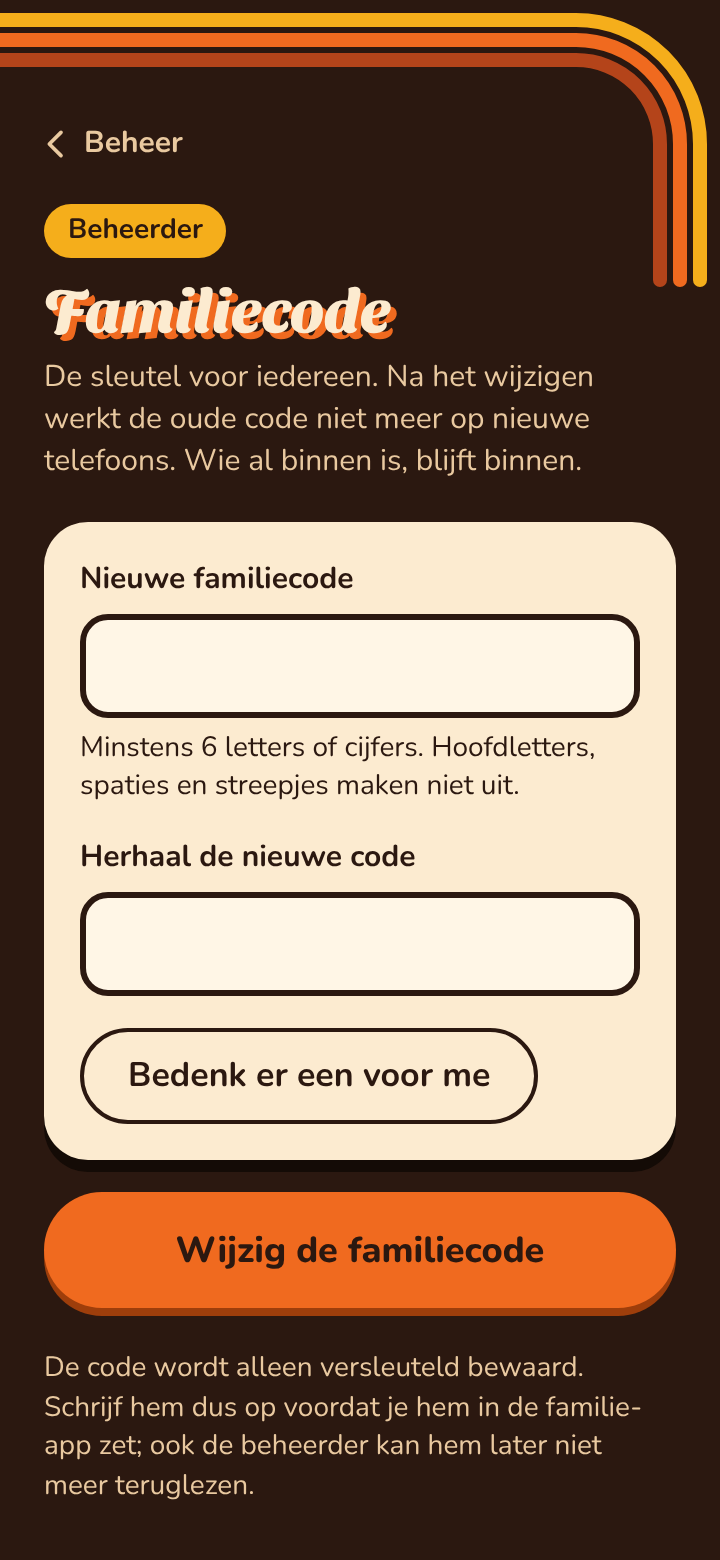 Beheer
Beheerder
Familiecode
De sleutel voor iedereen. Na het wijzigen
werkt de oude code niet meer op nieuwe
telefoons. Wie al binnen is, blijft binnen.
Nieuwe familiecode
Minstens 6 letters of cijfers. Hoofdletters,
spaties en streepjes maken niet uit.
Herhaal de nieuwe code
Bedenk er een voor me
Wijzig de familiecode
De code wordt alleen versleuteld bewaard.
Schrijf hem dus op voordat je hem in de familie-
app zet; ook de beheerder kan hem later niet
meer teruglezen.